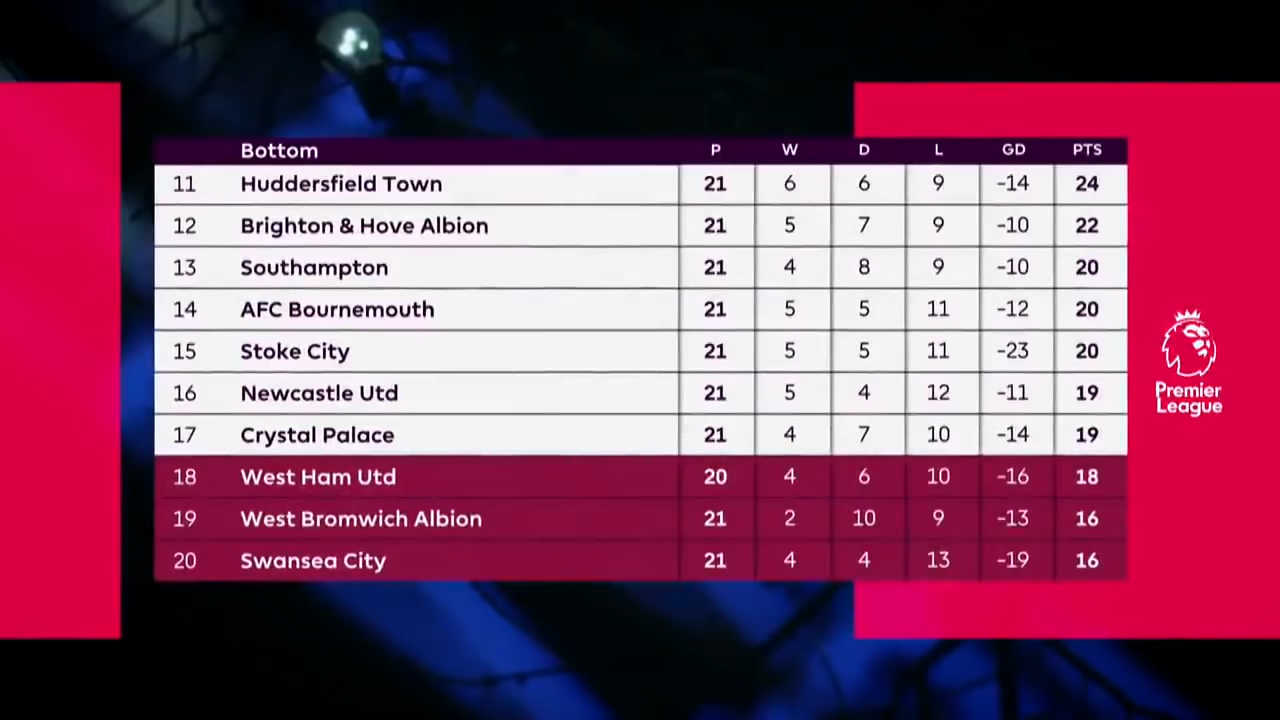 Bottom P W D L GD PTS
11 Huddersfield Town 21 6 6 9 -14 24
12 Brighton & Hove Albion 21 5 7 9 -10 22
13 Southampton 21 4 8 9 -10 20
14 AFC Bournemouth 21 5 5 11 -12 20
15 Stoke City 21 5 5 11 -23 20
16 Newcastle Utd 21 5 4 12 -11 19
17 Crystal Palace 21 4 7 10 -14 19
18 West Ham Utd 20 4 6 10 -16 18
19 West Bromwich Albion 21 2 10 9 -13 16
20 Swansea City 21 4 4 13 -19 16
Premier
League